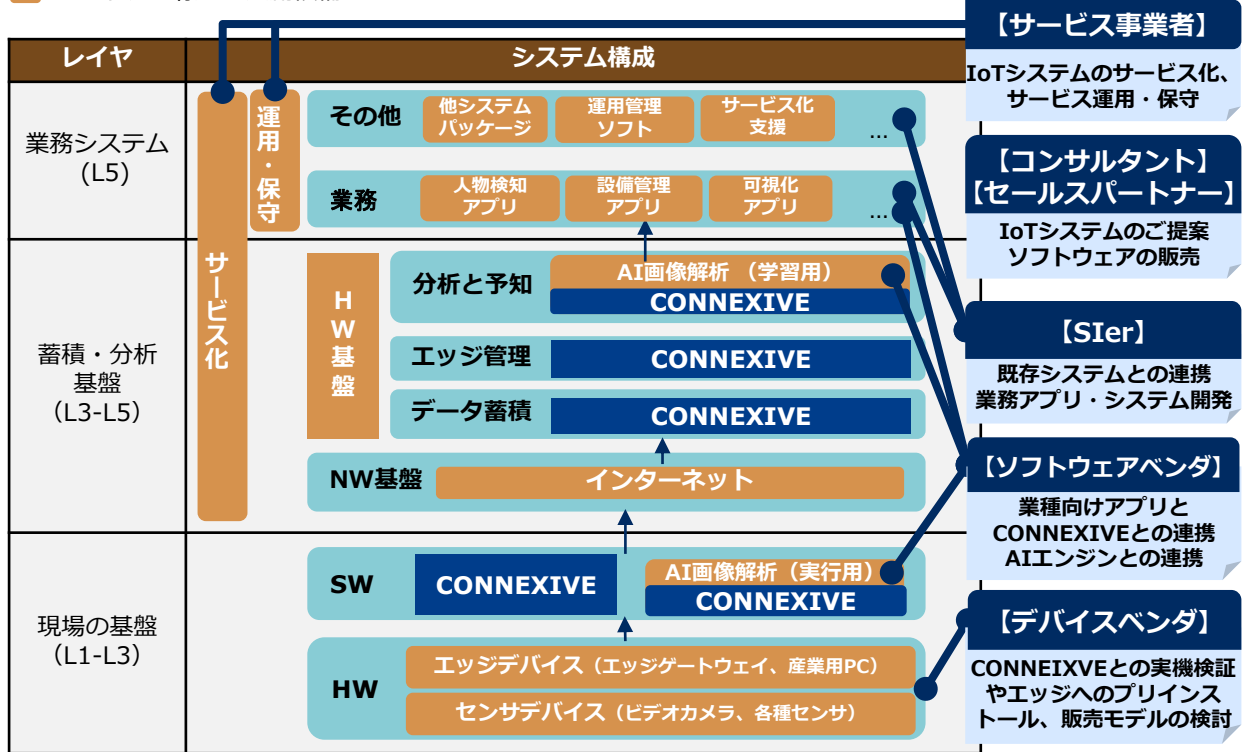 レイヤ
システム構成
業務システム
(L5)
サービス化
運用・保守
その他
他システム
パッケージ
運用管理
ソフト
サービス化
支援
…
業務
人物検知
アプリ
設備管理
アプリ
可視化
アプリ
…
蓄積・分析
基盤
(L3-L5)
HW基盤
分析と予知
AI画像解析 (学習用)
CONNEXIVE
エッジ管理
CONNEXIVE
データ蓄積
CONNEXIVE
NW基盤
インターネット
現場の基盤
(L1-L3)
SW
CONNEXIVE
AI画像解析(実行用)
CONNEXIVE
HW
エッジデバイス(エッジゲートウェイ、産業用PC)
センサデバイス(ビデオカメラ、各種センサ)
【サービス事業者】
IoTシステムのサービス化、
サービス運用・保守
【コンサルタント】
【セールスパートナー】
IoTシステムのご提案
ソフトウェアの販売
【SIer】
既存システムとの連携
業務アプリ・システム開発
【ソフトウェアベンダ】
業種向けアプリと
CONNEXIVEとの連携
AIエンジンとの連携
【デバイスベンダ】
CONNEIXVEとの実機検証
やエッジへのプリインス
トール、販売モデルの検討